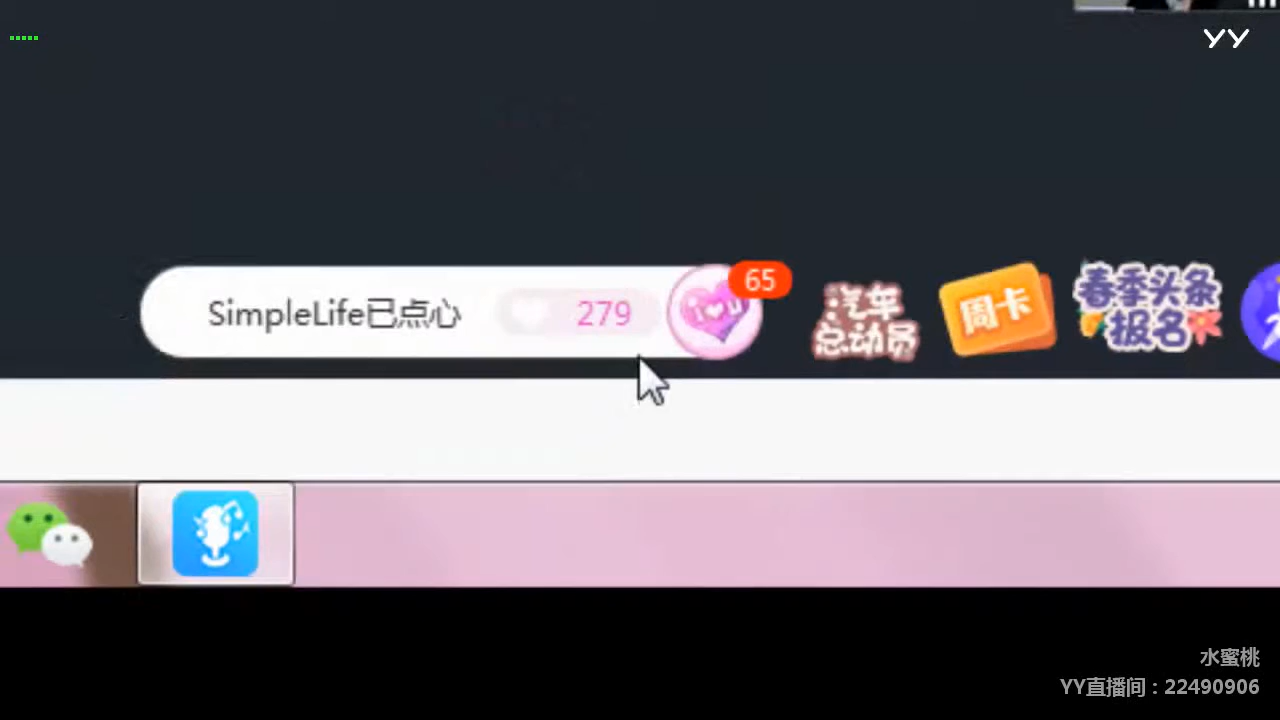 YY
65
SimpleLife已点心
279
i u
汽车
总动员
周卡
春季头条
报名
水蜜桃
YY直播间：22490906